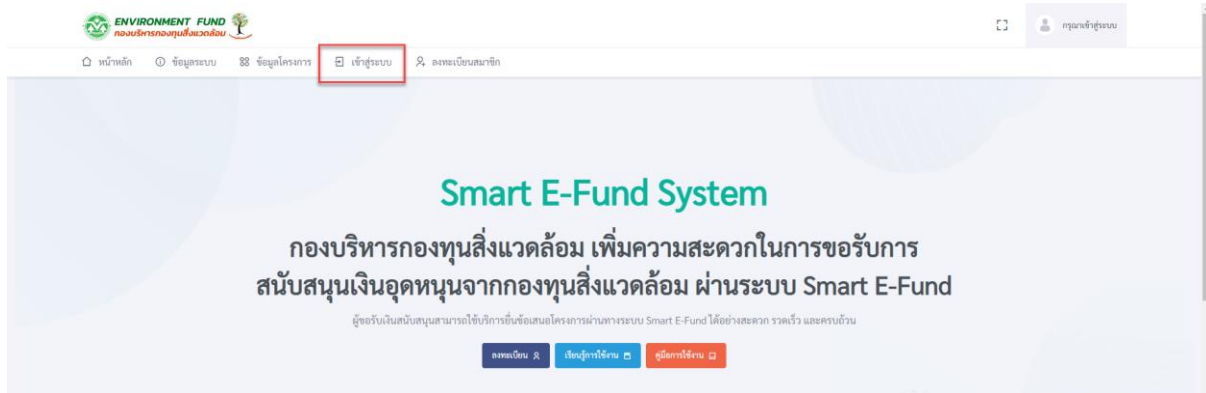 ENVIRONMENT FUND
กองบริหารกองทุนสิ่งแวดล้อม
กรุณาเข้าสู่ระบบ
หน้าหลัก ข้อมูลระบบ ข้อมูลโครงการ เข้าสู่ระบบ ลงทะเบียนสมาชิก
Smart E-Fund System
กองบริหารกองทุนสิ่งแวดล้อม เพิ่มความสะดวกในการขอรับการ
สนับสนุนเงินอุดหนุนจากกองทุนสิ่งแวดล้อม ผ่านระบบ Smart E-Fund
ผู้ขอรับเงินสนับสนุนสามารถใช้บริการยื่นข้อเสนอโครงการผ่านทางระบบ Smart E-Fund ได้อย่างสะดวก รวดเร็ว และครบถ้วน
ลงทะเบียน เรียนรู้การใช้งาน คู่มือการใช้งาน